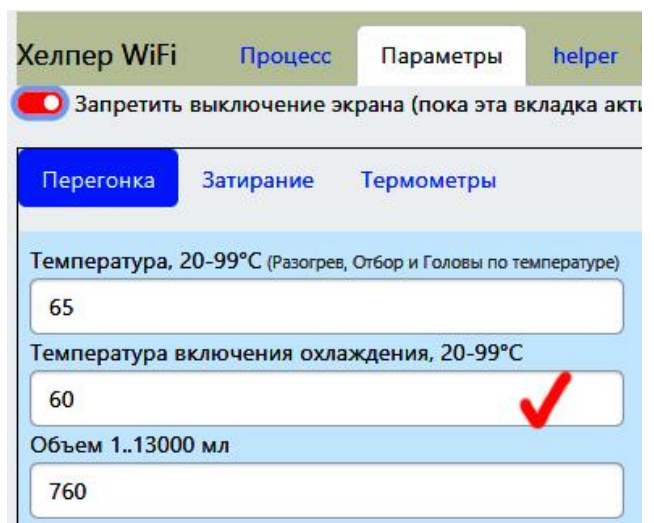 Хелпер WiFi Процесс Параметры helper
Запретить выключение экрана (пока эта вкладка
Перегонка Затирание Термометры
Температура, 20-99°C (Разогрев, Отбор и Головы по температуре)
65
Температура включения охлаждения, 20-99°C
60
Объем 1..13000 мл
760